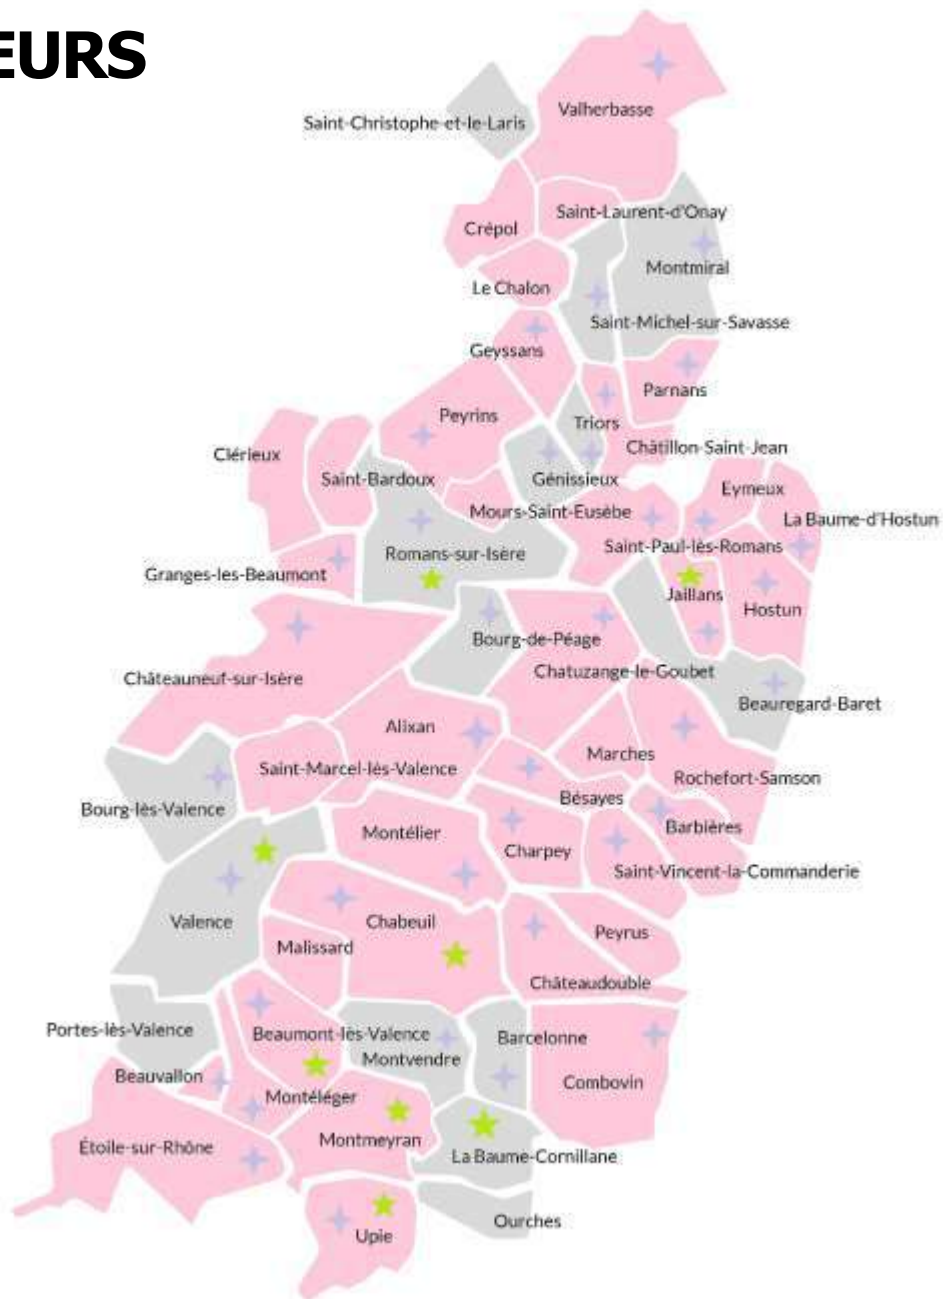 EURS
Valherbasse
Saint-Christophe-et-le-Laris
Saint-Laurent-d'Onay
Crépol
Montmiral
Le Chalon
Saint-Michel-sur-Savasse
Geyssans
Parnans
Peyrins
Triors
Châtillon-Saint-Jean
Clérieux
Saint-Bardoux
Génissieux
Eymeux
Mours-Saint-Eusèbe
La Baume-d'Hostun
Saint-Paul-lès-Romans
Romans-sur-Isère
Granges-les-Beaumont
Jaillans
Hostun
Bourg-de-Péage
Chatuzange-le-Goubet
Châteauneuf-sur-Isère
Beauregard-Baret
Alixan
Marches
Saint-Marcel-lès-Valence
Rochefort-Samson
Bésayes
Bourg-lès-Valence
Barbières
Montélier
Charpey
Saint-Vincent-la-Commanderie
Valence
Chabeuil
Peyrus
Malissard
Châteaudouble
Portes-lès-Valence
Beaumont-lès-Valence
Barcelonne
Montvendre
Beauvallon
Combovin
Montéléger
Montmeyran
Étoile-sur-Rhône
La Baume-Cornillane
Ourches
Upie